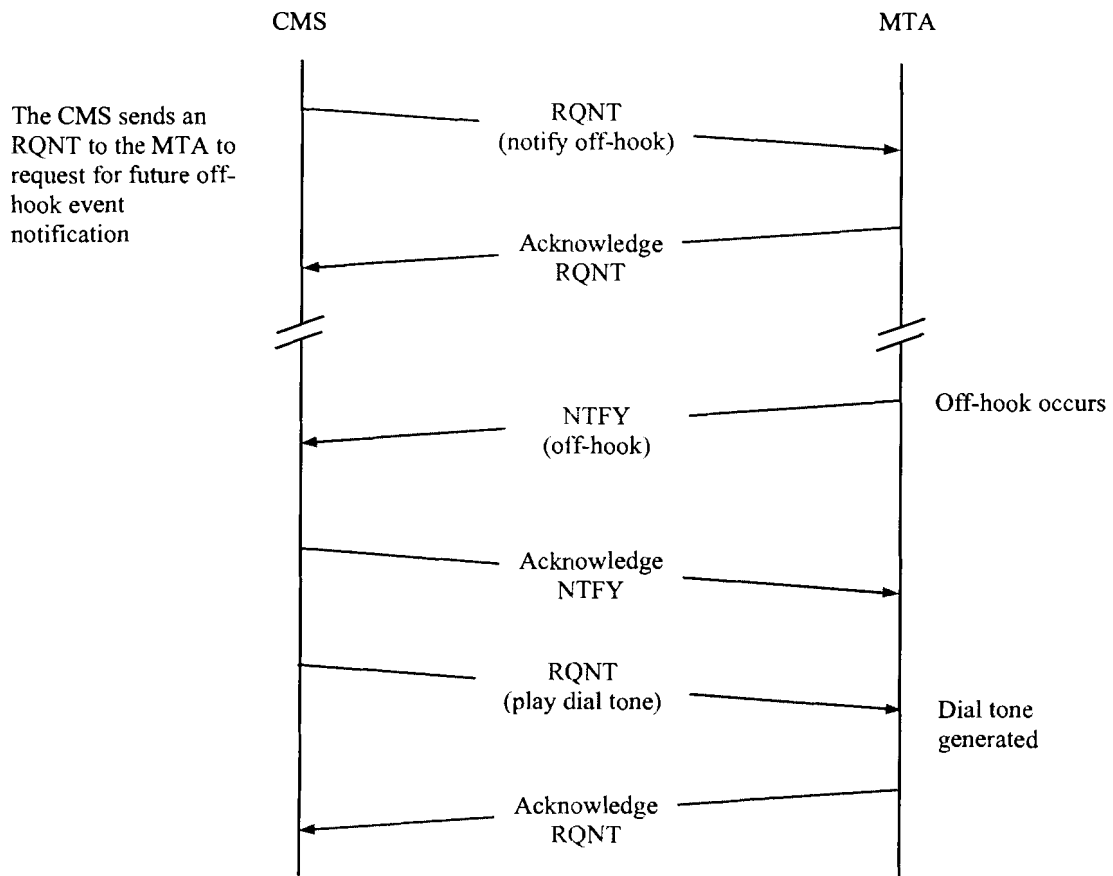 CMS
MTA
The CMS sends an
RQNT to the MTA to
request for future off-
hook event
notification
RQNT
(notify off-hook)
Acknowledge
RQNT
Off-hook occurs
NTFY
(off-hook)
Acknowledge
NTFY
RQNT
(play dial tone)
Dial tone
generated
Acknowledge
RQNT